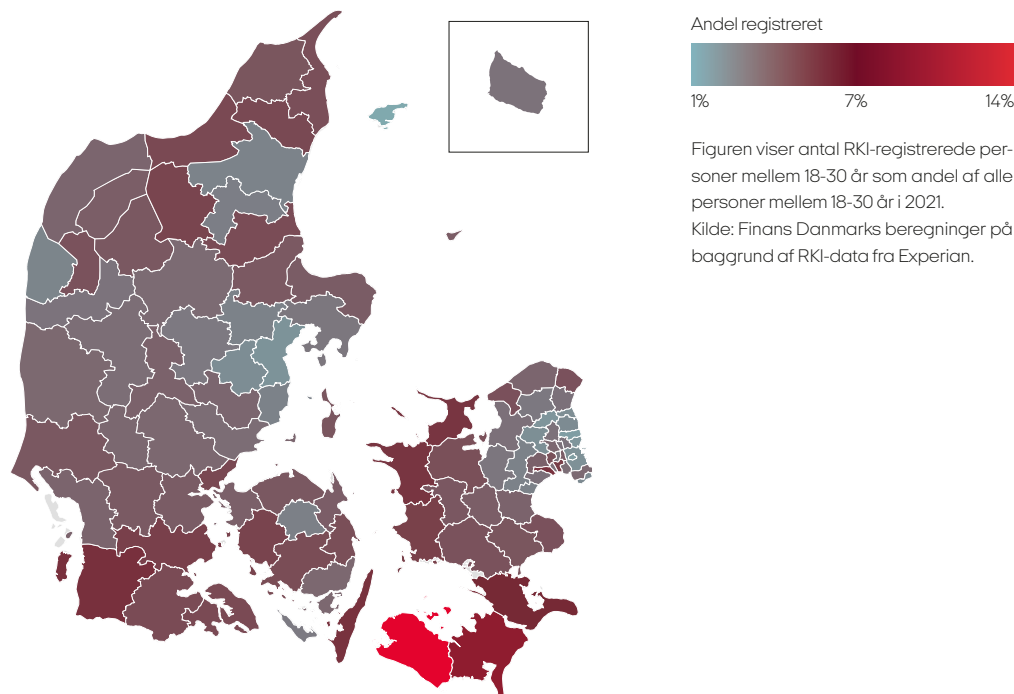 Andel registreret
1% 7% 14%
Figuren viser antal RKI-registrerede per-
soner mellem 18-30 år som andel af alle
personer mellem 18-30 år i 2021.
Kilde: Finans Danmarks beregninger på
baggrund af RKI-data fra Experian.